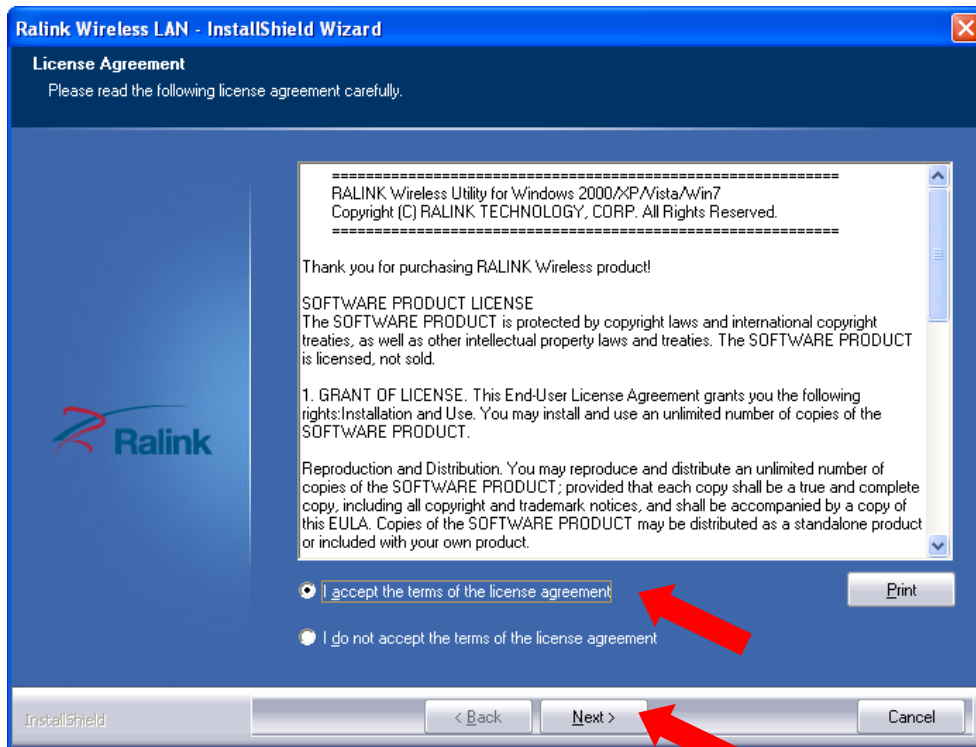 Ralink Wireless LAN - InstallShield Wizard
License Agreement
Please read the following license agreement carefully.
===========================================================
RALINK Wireless Utility for Windows 2000/XP/Vista/Win7
Copyright (C) RALINK TECHNOLOGY, CORP. All Rights Reserved.
===========================================================
Thank you for purchasing RALINK Wireless product!
SOFTWARE PRODUCT LICENSE
The SOFTWARE PRODUCT is protected by copyright laws and international copyright
treaties, as well as other intellectual property laws and treaties. The SOFTWARE PRODUCT
is licensed, not sold.
1. GRANT OF LICENSE. This End-User License Agreement grants you the following
rights:Installation and Use. You may install and use an unlimited number of copies of the
SOFTWARE PRODUCT.
Reproduction and Distribution. You may reproduce and distribute an unlimited number of
copies of the SOFTWARE PRODUCT; provided that each copy shall be a true and complete
copy, including all copyright and trademark notices, and shall be accompanied by a copy of
this EULA. Copies of the SOFTWARE PRODUCT may be distributed as a standalone product
or included with your own product.
Ralink
I accept the terms of the license agreement
Print
I do not accept the terms of the license agreement
InstallShield
< Back
Next >
Cancel